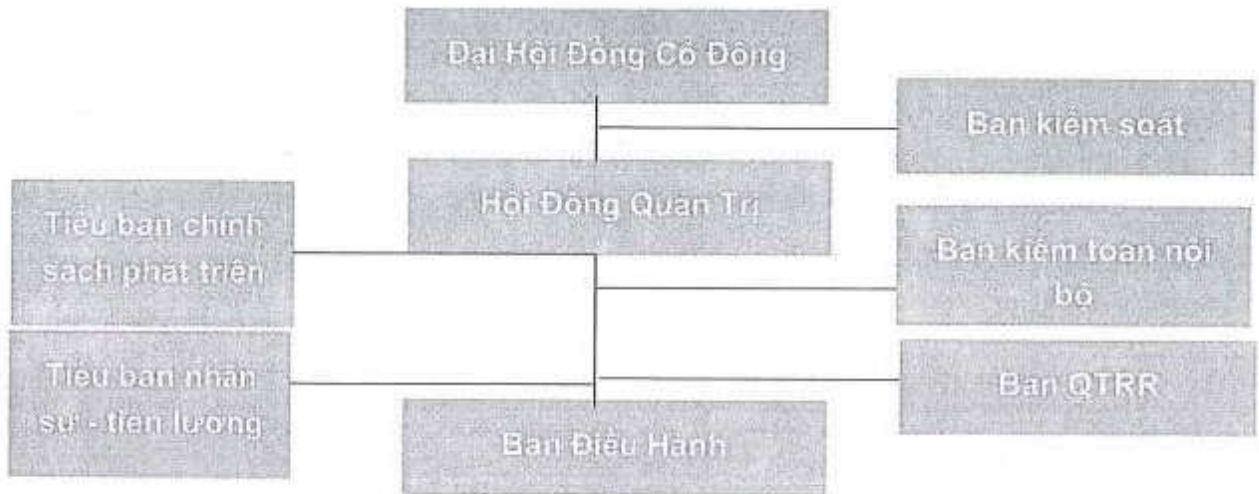 Đại Hội Đồng Cổ Đông
Ban kiểm soát
Hội Đồng Quản Trị
Tiểu ban chính
sách phát triển
Ban kiểm toán nội
bộ
Tiểu ban nhân
sự - tiền lương
Ban QTRR
Ban Điều Hành